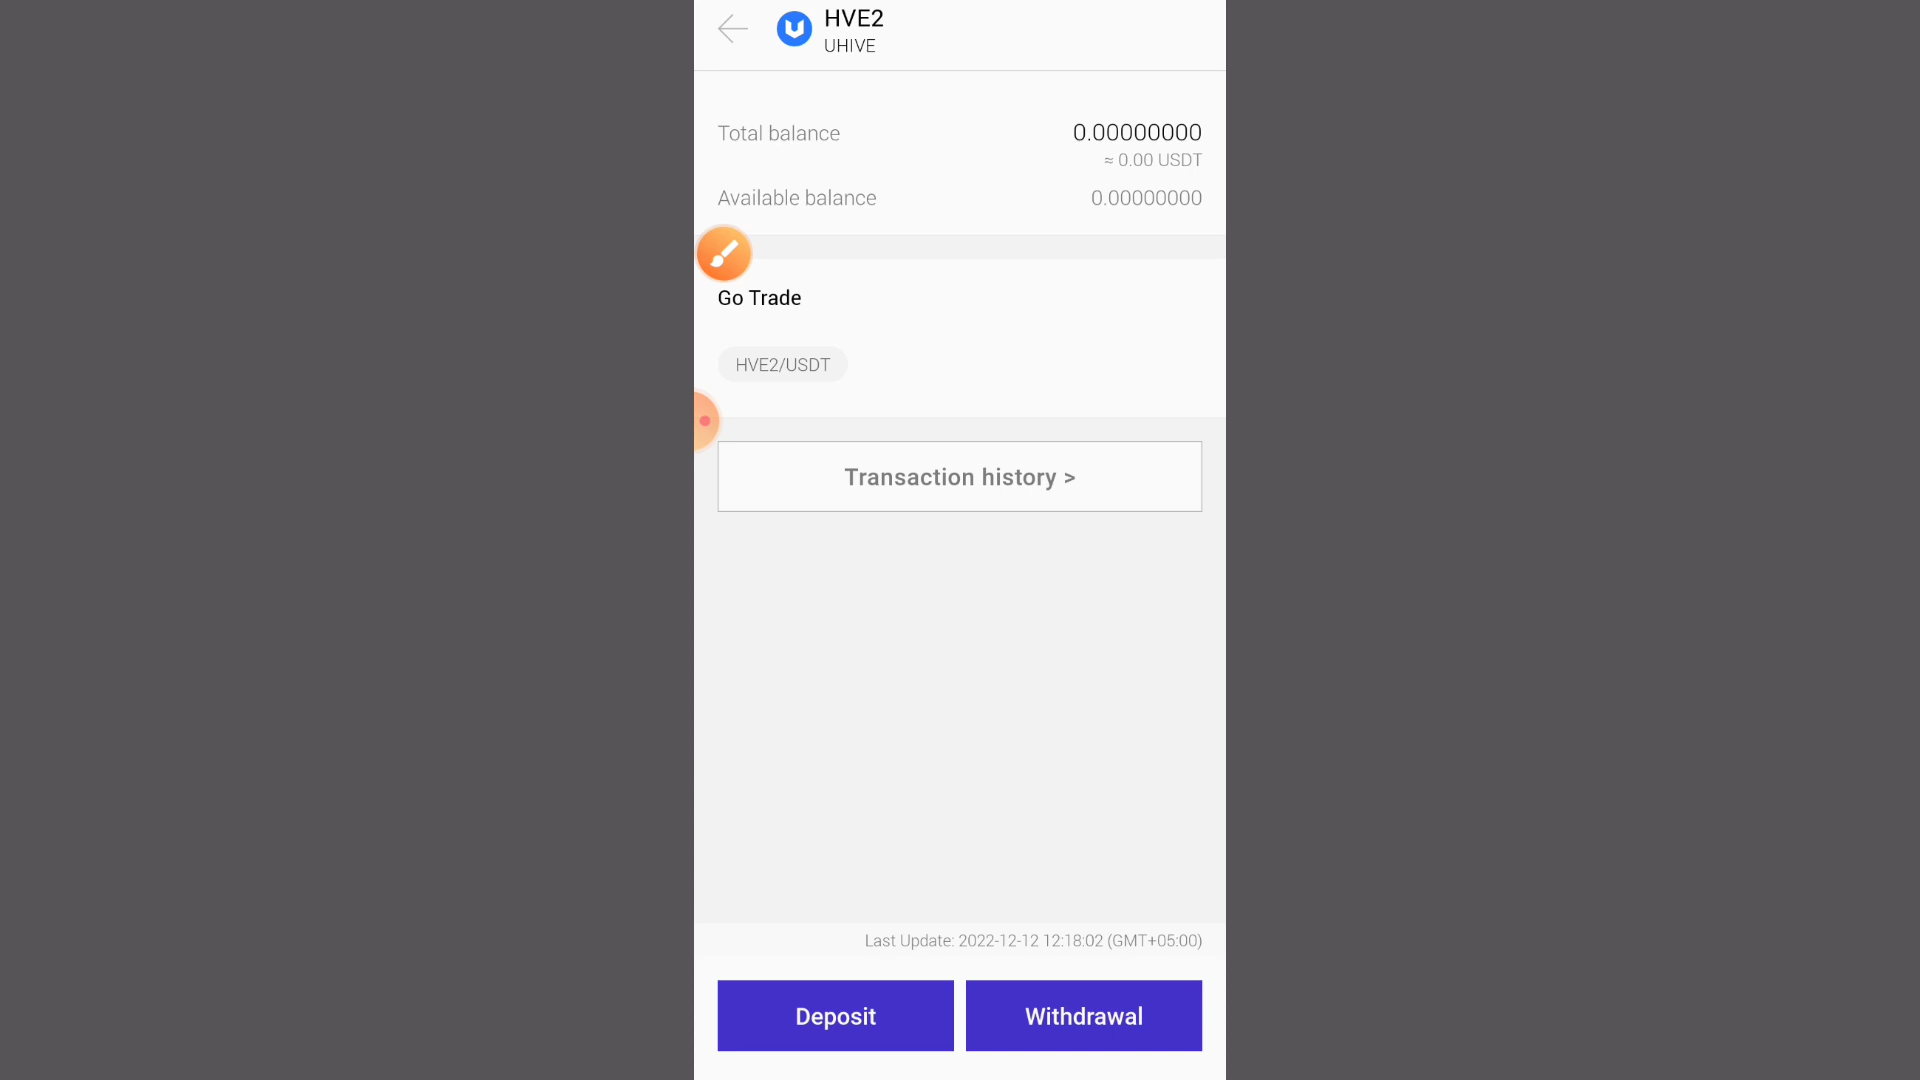 HVE2
UHIVE
Total balance 0.00000000
≈ 0.00 USDT
Available balance 0.00000000
Go Trade
HVE2/USDT
Transaction history >
Last Update: 2022-12-12 12:18:02 (GMT+05:00)
Deposit Withdrawal